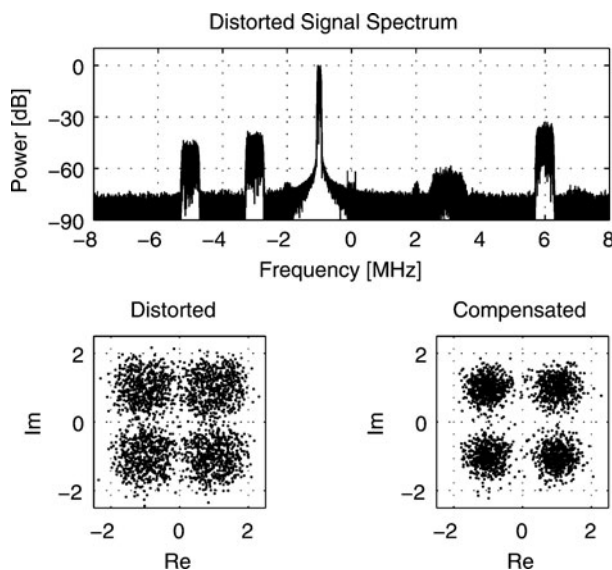 Distorted Signal Spectrum
Power [dB]
0
−30
−60
−90
−8 −6 −4 −2 0 2 4 6 8
Frequency [MHz]
Distorted
Im
2
0
−2
−2 0 2
Re
Compensated
Im
2
0
−2
−2 0 2
Re